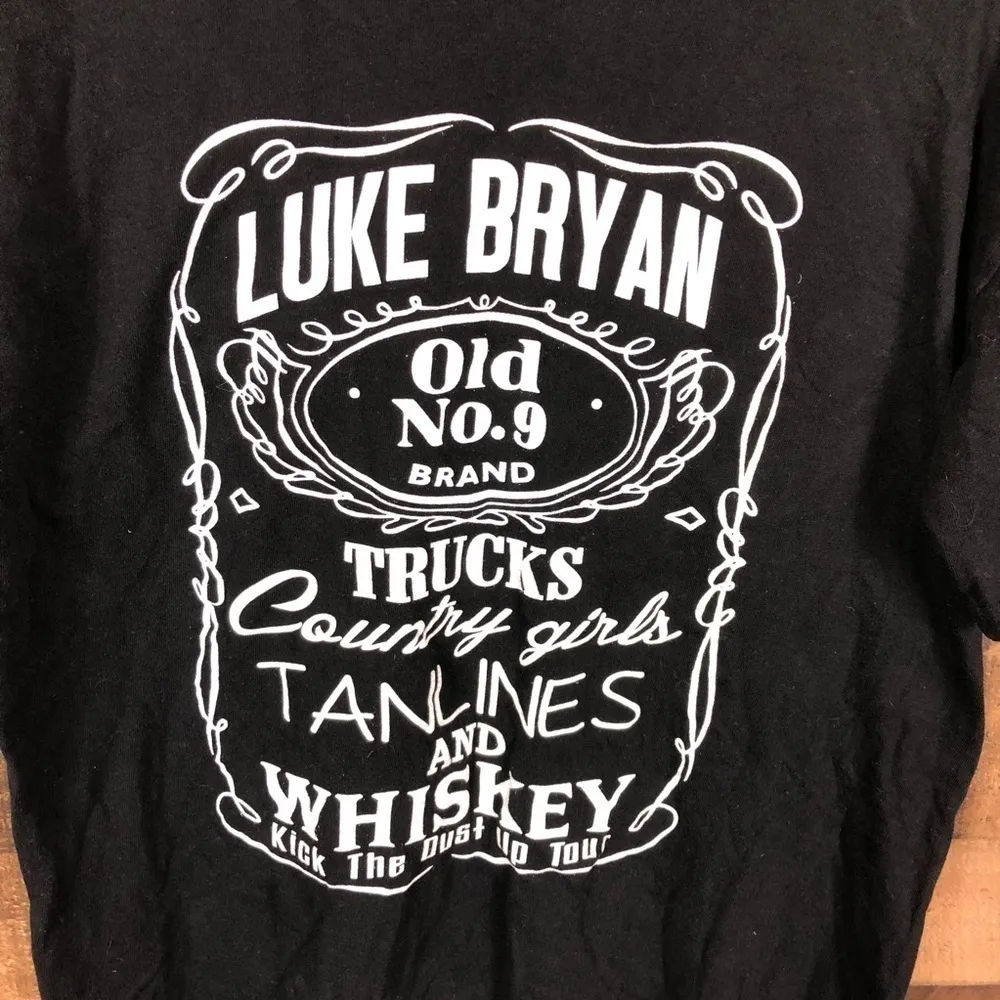 LUKE BRYAN
Old
No.9
BRAND
TRUCKS
Country girls
TANLINES
AND
WHISKEY
Kick The Dust Up Tour